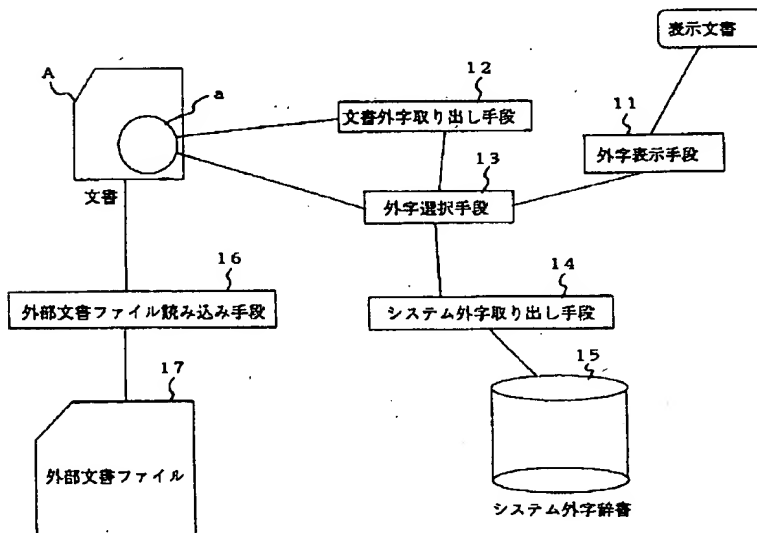 表示文書
A
a
12
文書外字取り出し手段
11
外字表示手段
13
外字選択手段
文書
16
外部文書ファイル読み込み手段
14
システム外字取り出し手段
17
外部文書ファイル
15
システム外字辞書